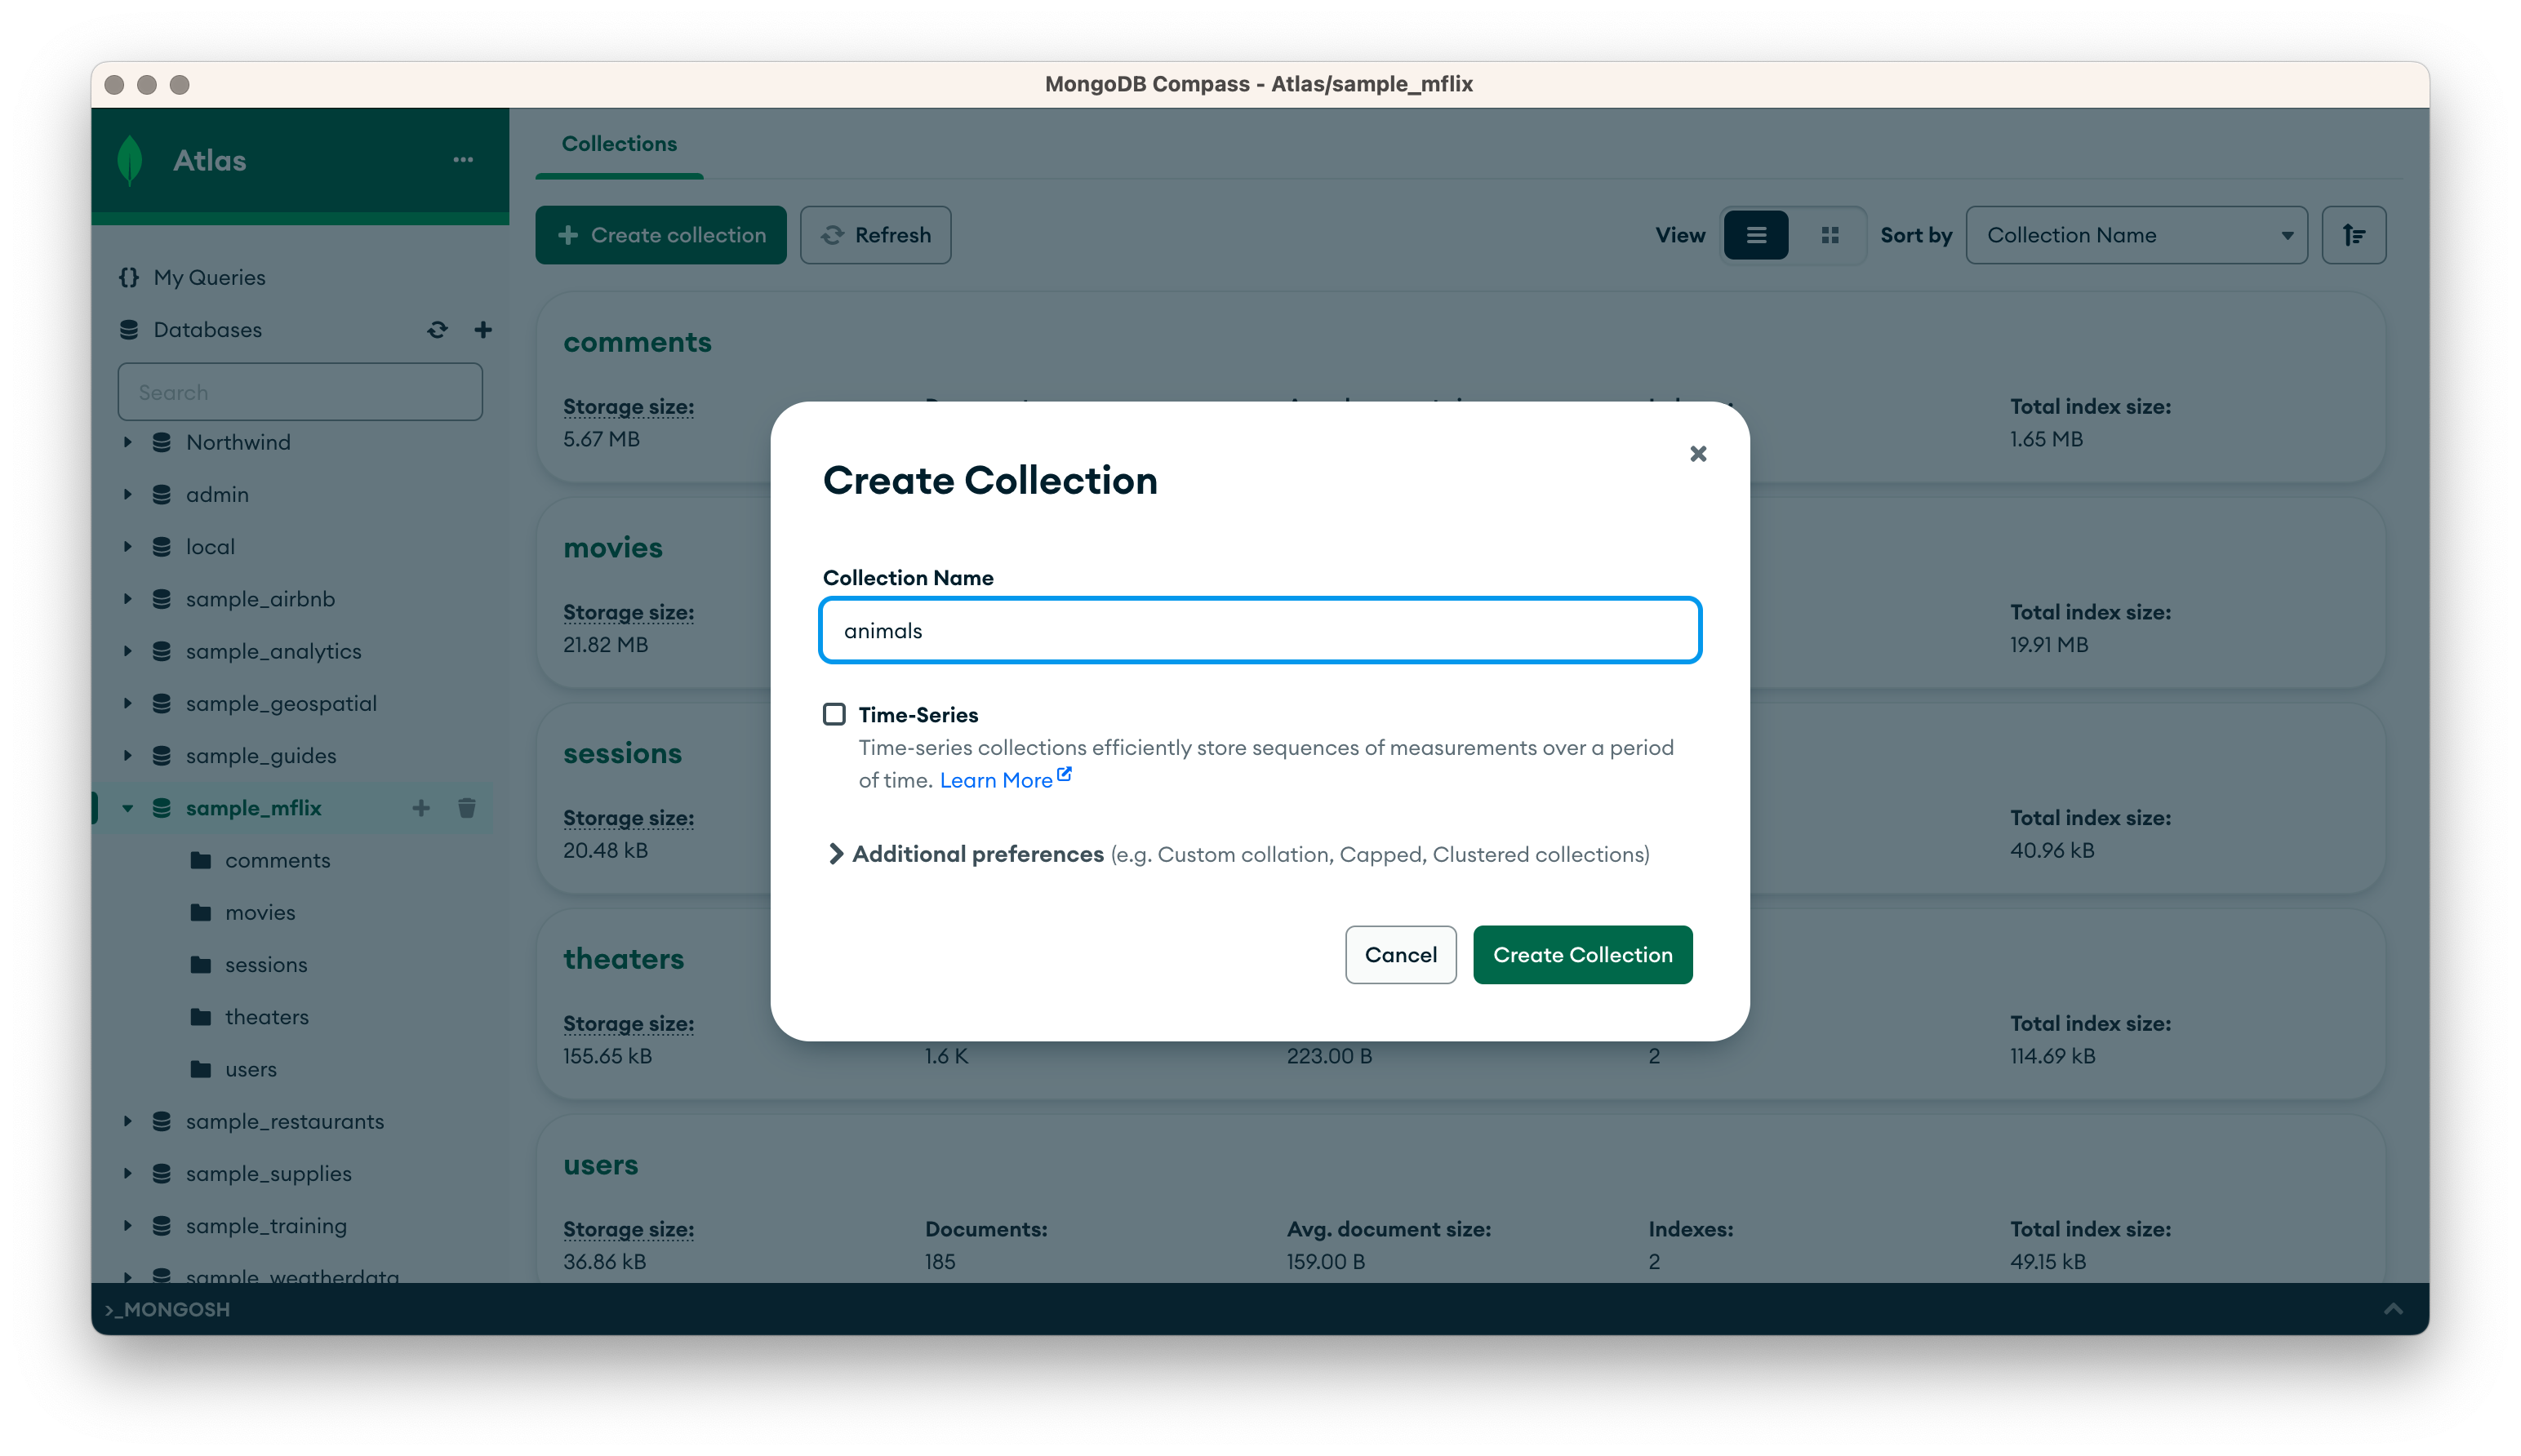 MongoDB Compass - Atlas/sample_mflix
Atlas
My Queries
Databases
Search
Northwind
admin
local
sample_airbnb
sample_analytics
sample_geospatial
sample_guides
sample_mflix
comments
movies
sessions
theaters
users
sample_restaurants
sample_supplies
sample_training
sample_weatherdata
Collections
Create collection
Refresh
View
Sort by
Collection Name
comments
Storage size:
Total index size:
5.67 MB
1.65 MB
movies
Storage size:
Total index size:
21.82 MB
19.91 MB
sessions
Storage size:
Total index size:
20.48 kB
40.96 kB
theaters
Storage size:
Total index size:
155.65 kB
1.6 K
223.00 B
2
114.69 kB
users
Storage size:
Documents:
Avg. document size:
Indexes:
Total index size:
36.86 kB
185
159.00 B
2
49.15 kB
Create Collection
Collection Name
animals
Time-Series
Time-series collections efficiently store sequences of measurements over a period
of time. Learn More
Additional preferences (e.g. Custom collation, Capped, Clustered collections)
Cancel
Create Collection
>_MONGOSH